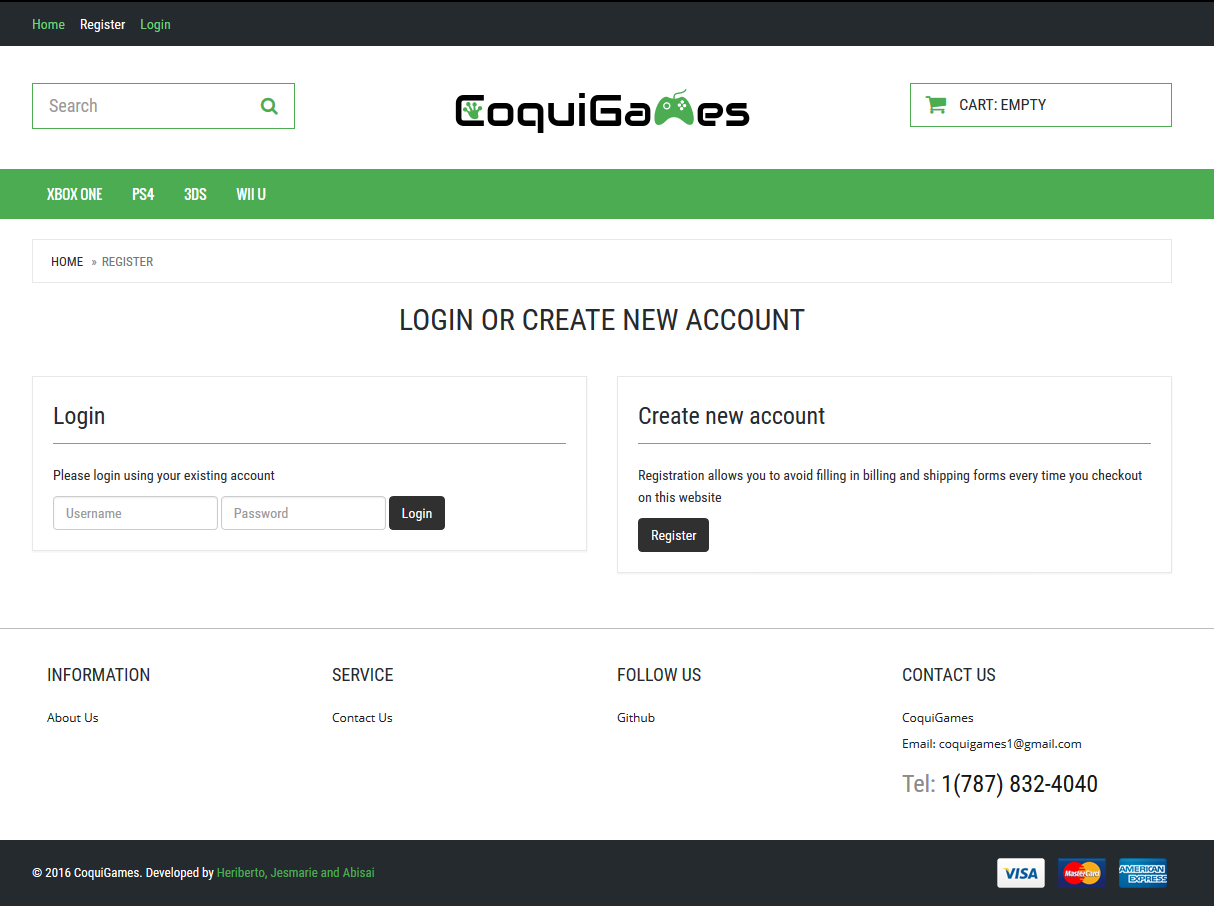 Home Register Login
Search
CoquiGames
CART: EMPTY
XBOX ONE PS4 3DS WII U
HOME » REGISTER
LOGIN OR CREATE NEW ACCOUNT
Login
Please login using your existing account
Username Password Login
Create new account
Registration allows you to avoid filling in billing and shipping forms every time you checkout
on this website
Register
INFORMATION
About Us
SERVICE
Contact Us
FOLLOW US
Github
CONTACT US
CoquiGames
Email: coquigames1@gmail.com
Tel: 1(787) 832-4040
© 2016 CoquiGames. Developed by Heriberto, Jesmarie and Abisai
VISA
MasterCard
AMERICAN
EXPRESS